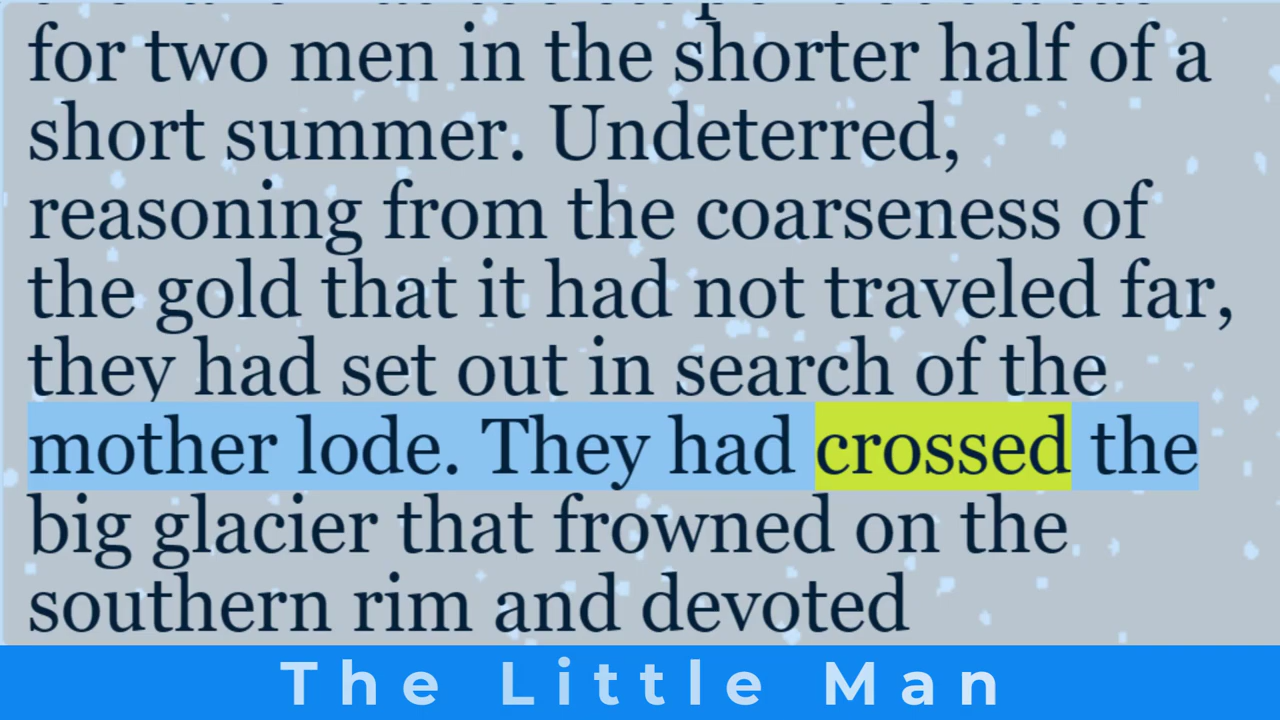 for two men in the shorter half of a
short summer. Undeterred,
reasoning from the coarseness of
the gold that it had not traveled far,
they had set out in search of the
mother lode. They had crossed the
big glacier that frowned on the
southern rim and devoted
The Little Man